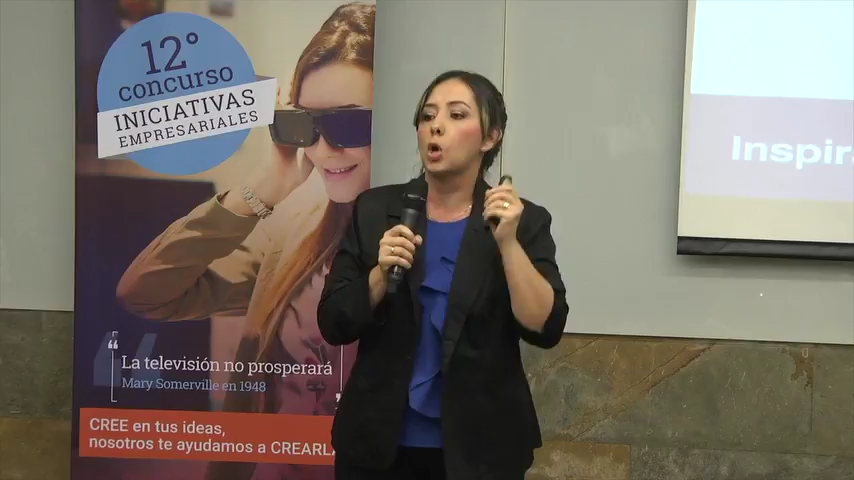 12°
concurso
INICIATIVAS
EMPRESARIALES
“
La televisión no prosperará
Mary Somerville en 1948
”
CREE en tus ideas,
nosotros te ayudamos a CREARLA
Inspira